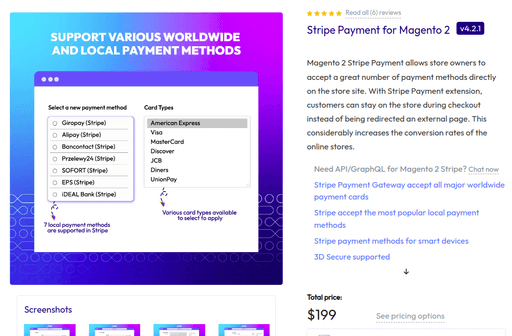 SUPPORT VARIOUS WORLDWIDE
AND LOCAL PAYMENT METHODS
Select a new payment method
Giropay (Stripe)
Alipay (Stripe)
Bancontact (Stripe)
Przelewy24 (Stripe)
SOFORT (Stripe)
EPS (Stripe)
iDEAL Bank (Stripe)
7 local payment methods
are supported in Stripe
Card Types
American Express
Visa
MasterCard
Discover
JCB
Diners
UnionPay
Various card types available
to select to apply
Screenshots
Read all (6) reviews
Stripe Payment for Magento 2 v4.2.1
Magento 2 Stripe Payment allows store owners to
accept a great number of payment methods directly
on the store site. With Stripe Payment extension,
customers can stay on the store during checkout
instead of being redirected an external page. This
considerably increases the conversion rates of the
online stores.
Need API/GraphQL for Magento 2 Stripe? Chat now
Stripe Payment Gateway accept all major worldwide
payment cards
Stripe accept the most popular local payment
methods
Stripe payment methods for smart devices
3D Secure supported
Total price:
$199
See pricing options